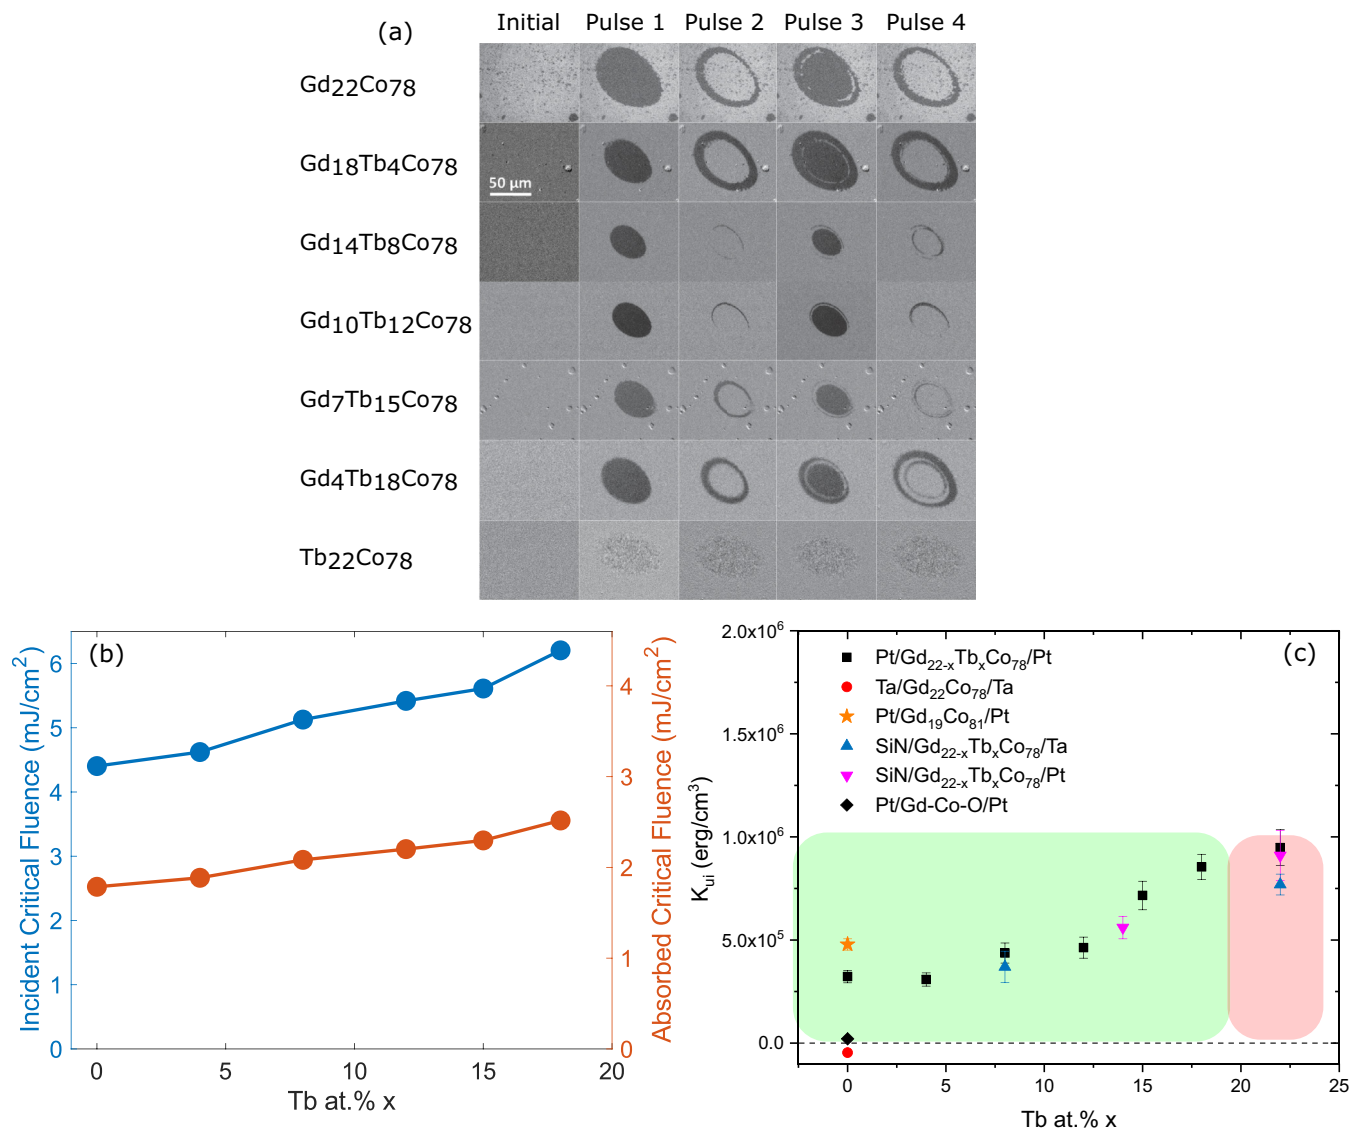 (a) Initial Pulse 1 Pulse 2 Pulse 3 Pulse 4
Gd22Co78
Gd18Tb4Co78
50 µm
Gd14Tb8Co78
Gd10Tb12Co78
Gd7Tb15Co78
Gd4Tb18Co78
Tb22Co78
(b)
Incident Critical Fluence (mJ/cm2)
0
1
2
3
4
5
6
Absorbed Critical Fluence (mJ/cm2)
0
1
2
3
4
0 5 10 15 20
Tb at.% x
(c)
Pt/Gd22-xTbxCo78/Pt
Ta/Gd22Co78/Ta
Pt/Gd19Co81/Pt
SiN/Gd22-xTbxCo78/Ta
SiN/Gd22-xTbxCo78/Pt
Pt/Gd-Co-O/Pt
Kui (erg/cm3)
2.0x106
1.5x106
1.0x106
5.0x105
0.0
0 5 10 15 20 25
Tb at.% x